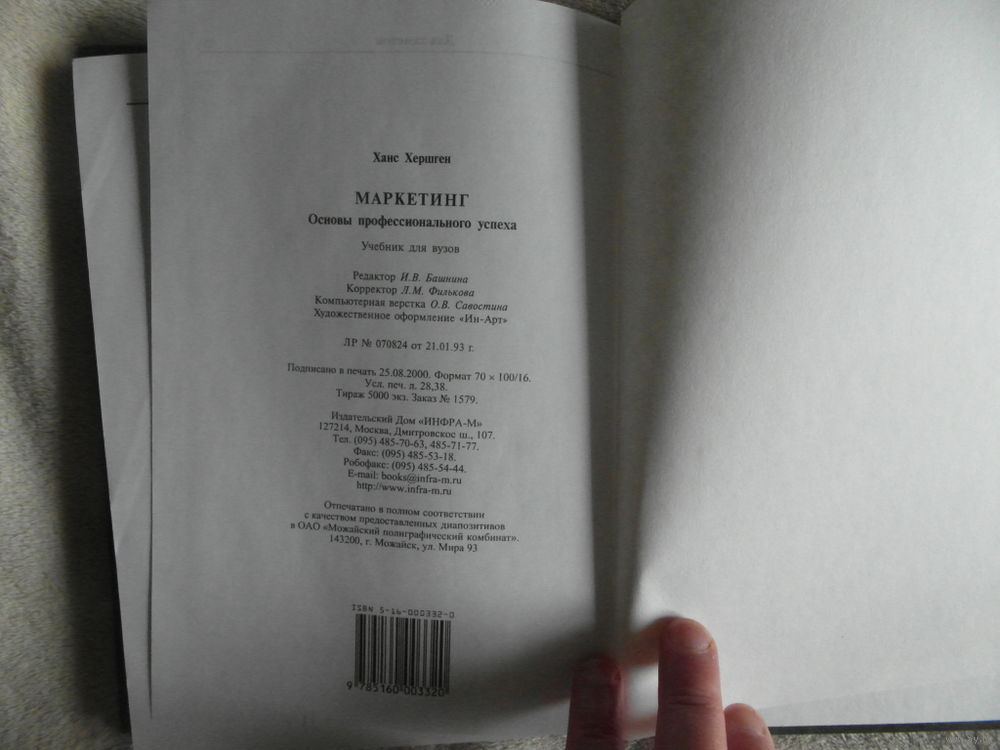 Ханс Хершген
МАРКЕТИНГ
Основы профессионального успеха
Учебник для вузов
Редактор И.В. Башнина
Корректор Л.М. Филькова
Компьютерная верстка О.В. Савостина
Художественное оформление «Ин-Арт»
ЛР № 070824 от 21.01.93 г.
Подписано в печать 25.08.2000. Формат 70 × 100/16.
Усл. печ. л. 28,38.
Тираж 5000 экз. Заказ № 1579.
Издательский Дом «ИНФРА-М»
127214, Москва, Дмитровское ш., 107.
Тел. (095) 485-70-63, 485-71-77.
Факс: (095) 485-53-18.
Робофакс: (095) 485-54-44.
E-mail: books@infra-m.ru
http://www.infra-m.ru
Отпечатано в полном соответствии
с качеством предоставленных диапозитивов
в ОАО «Можайский полиграфический комбинат».
143200, г. Можайск, ул. Мира 93
ISBN 5-16-000332-0
9 785160 003320